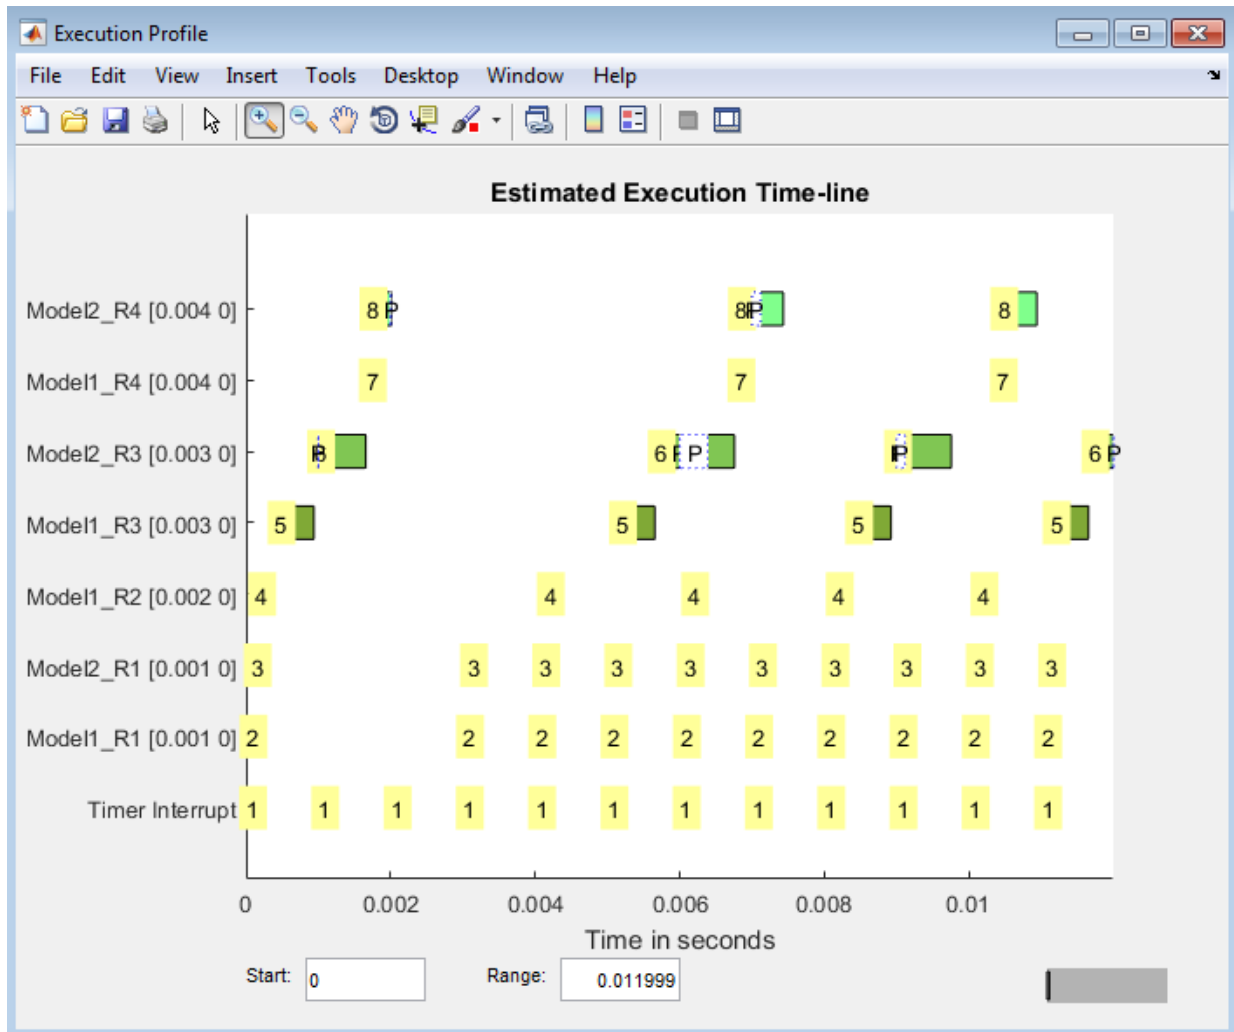 Execution Profile
File Edit View Insert Tools Desktop Window Help
Estimated Execution Time-line
Model2_R4 [0.004 0] 8 P 8 P 8
Model1_R4 [0.004 0] 7 7 7
Model2_R3 [0.003 0] 6 P P 6 P
Model1_R3 [0.003 0] 5 5 5 5
Model1_R2 [0.002 0] 4 4 4 4 4
Model2_R1 [0.001 0] 3 3 3 3 3 3 3 3 3 3
Model1_R1 [0.001 0] 2 2 2 2 2 2 2 2 2 2
Timer Interrupt 1 1 1 1 1 1 1 1 1 1 1 1
0 0.002 0.004 0.006 0.008 0.01
Time in seconds
Start: 0 Range: 0.011999